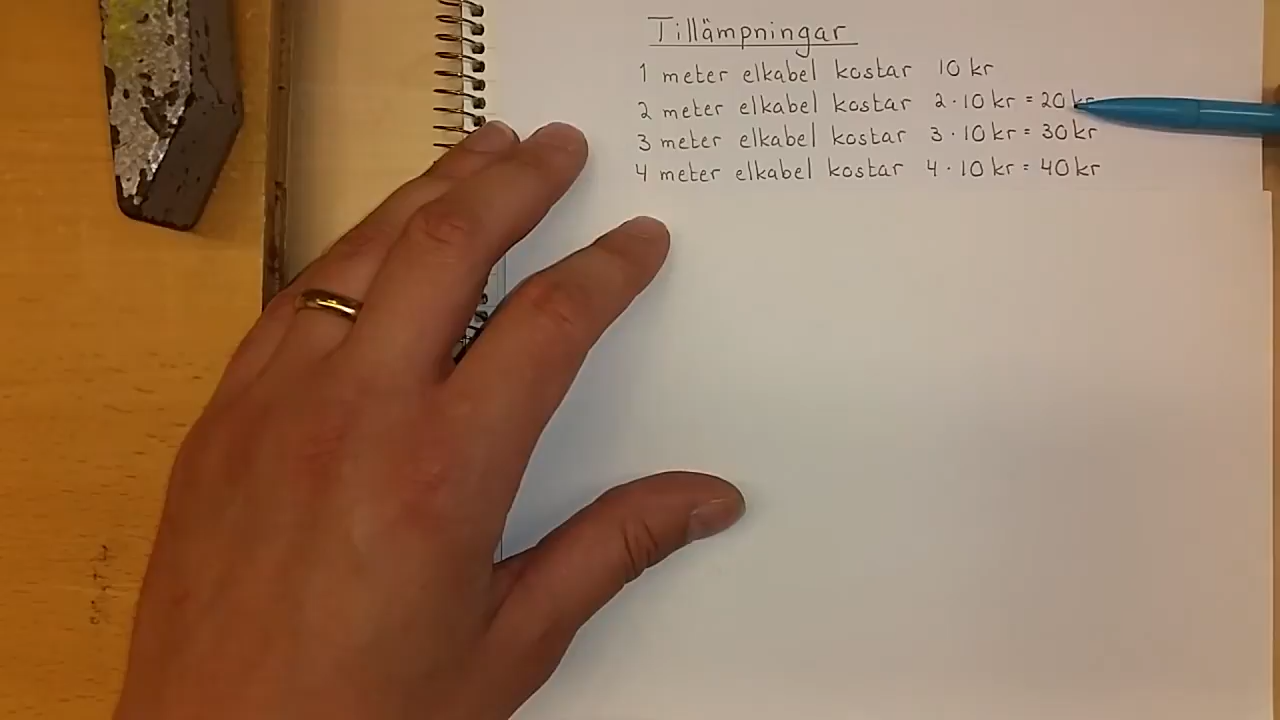 Tillämpningar
1 meter elkabel kostar 10 kr
2 meter elkabel kostar 2 · 10 kr = 20 kr
3 meter elkabel kostar 3 · 10 kr = 30 kr
4 meter elkabel kostar 4 · 10 kr = 40 kr